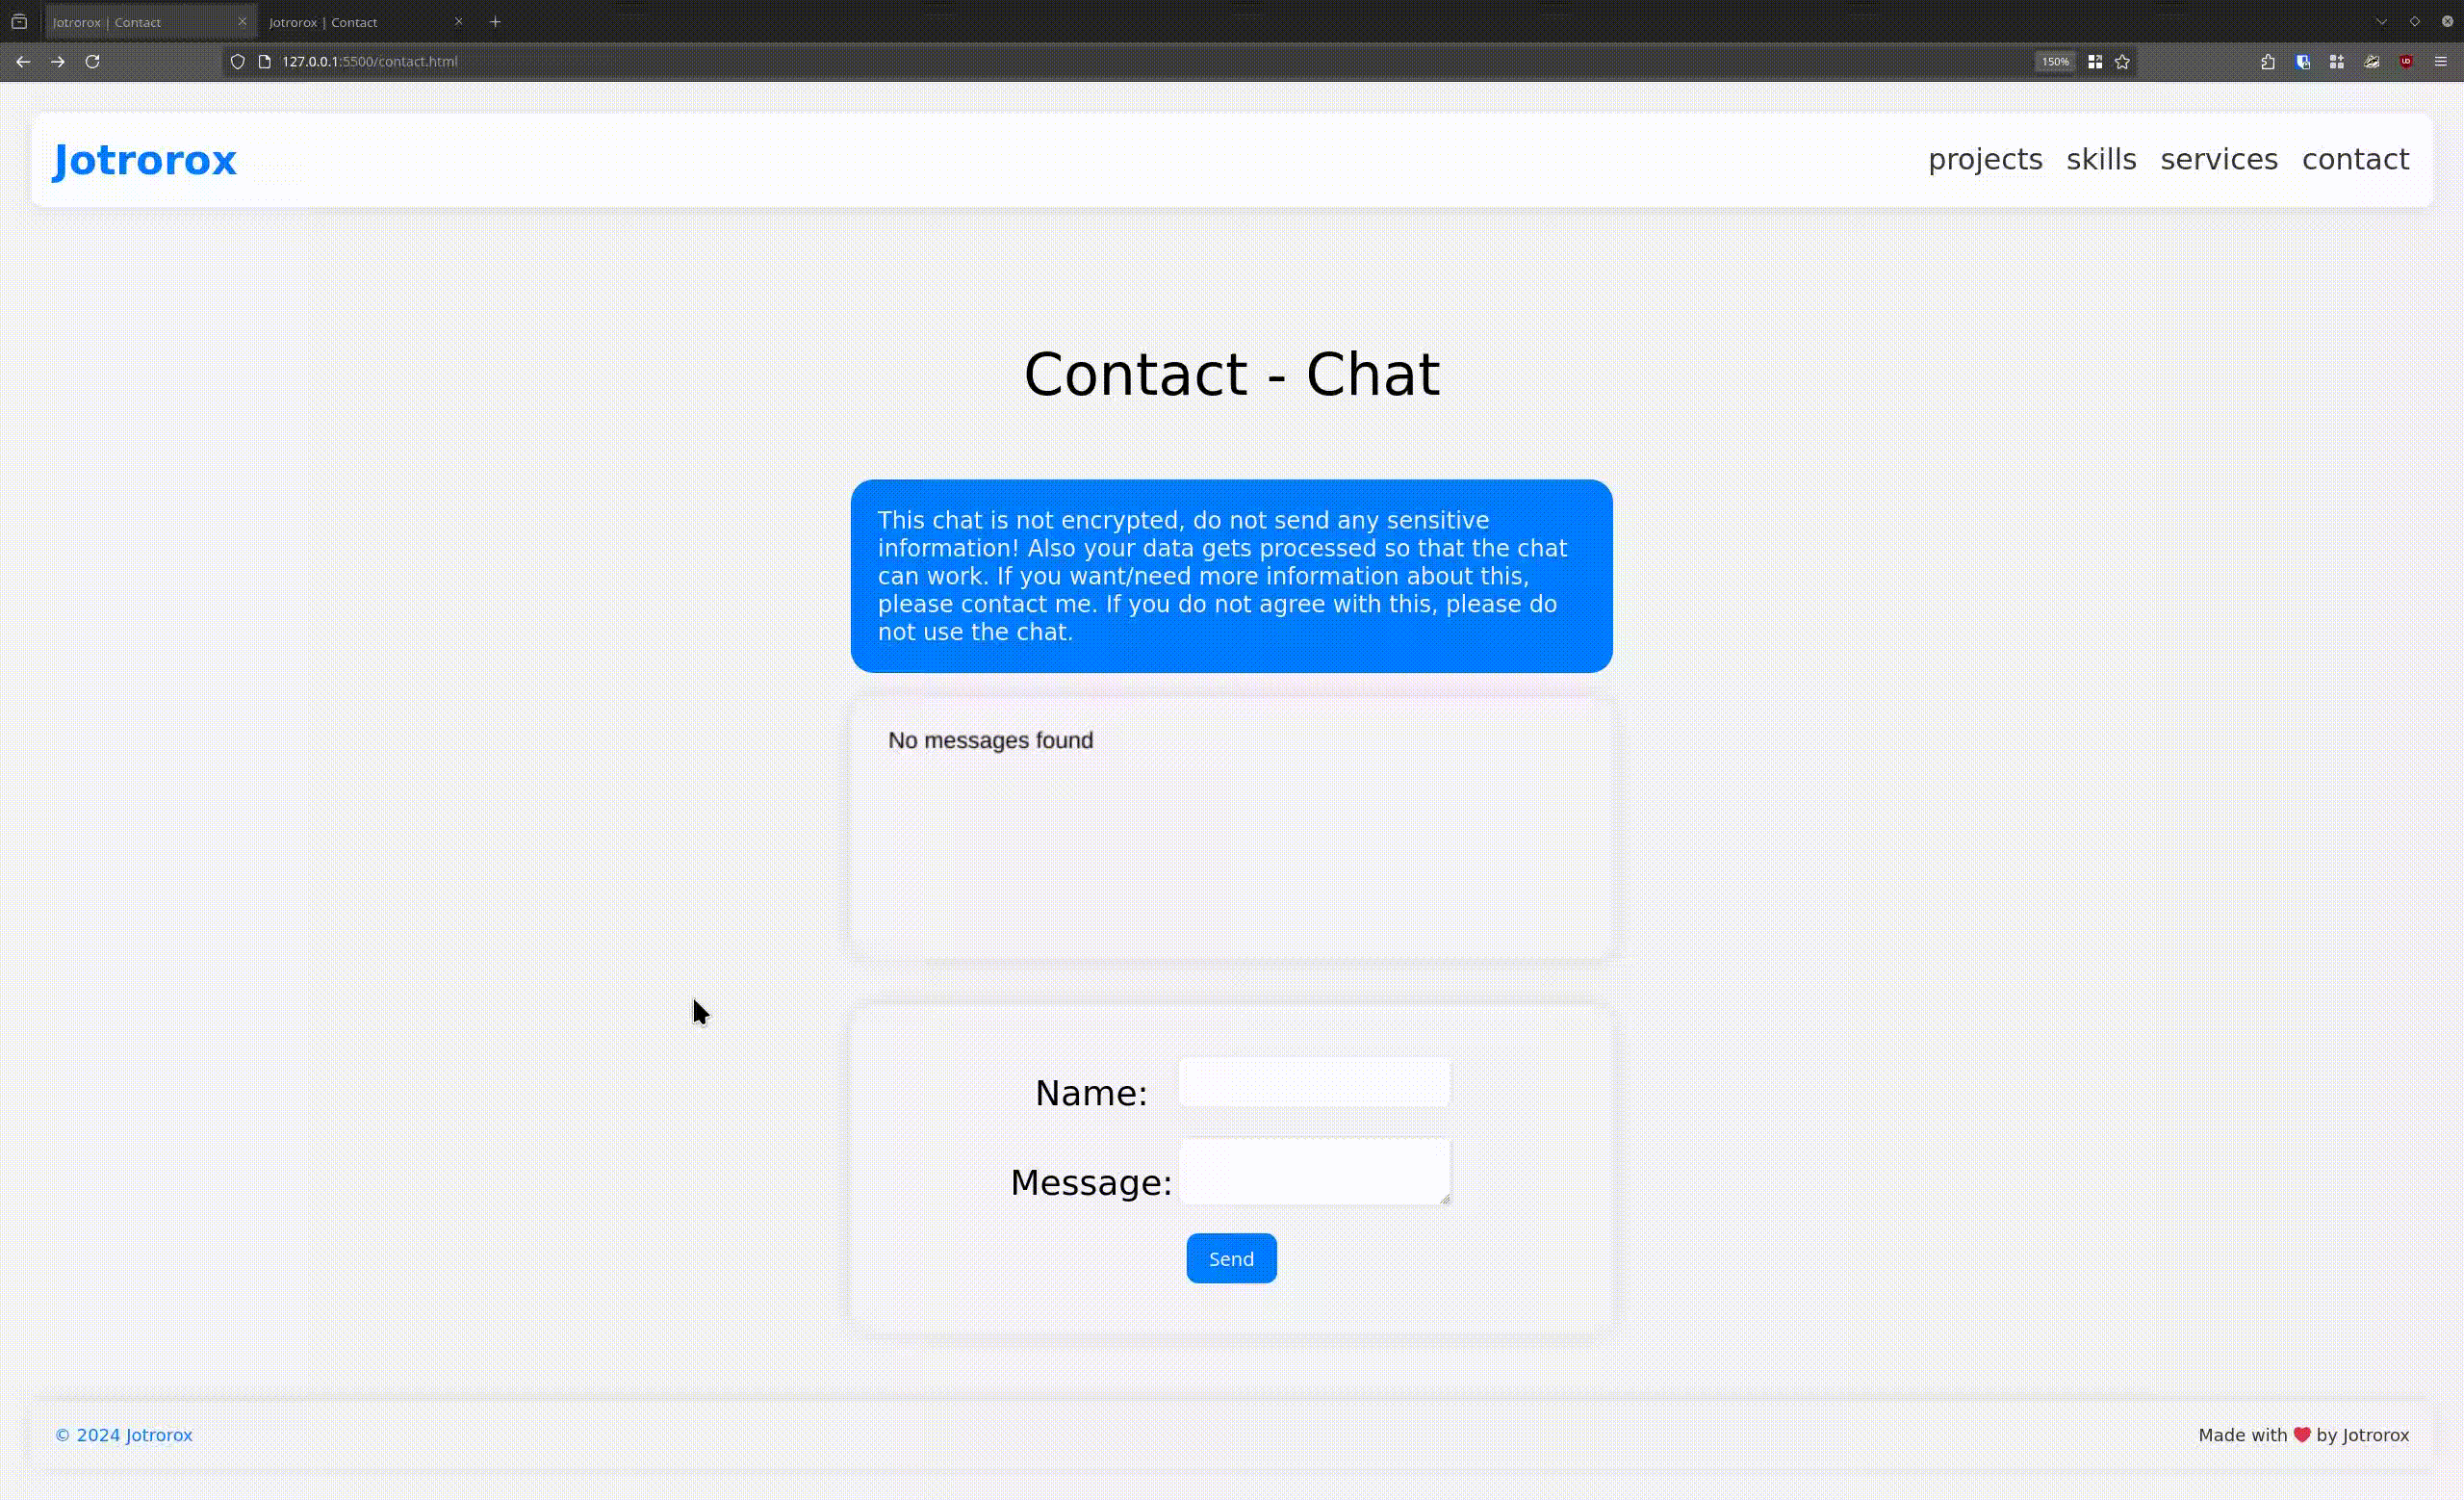 Jotrorox | Contact
Jotrorox | Contact
127.0.0.1:5500/contact.html
150%
Jotrorox
projects skills services contact
Contact - Chat
This chat is not encrypted, do not send any sensitive
information! Also your data gets processed so that the chat
can work. If you want/need more information about this,
please contact me. If you do not agree with this, please do
not use the chat.
No messages found
Name:
Message:
Send
© 2024 Jotrorox
Made with ❤ by Jotrorox